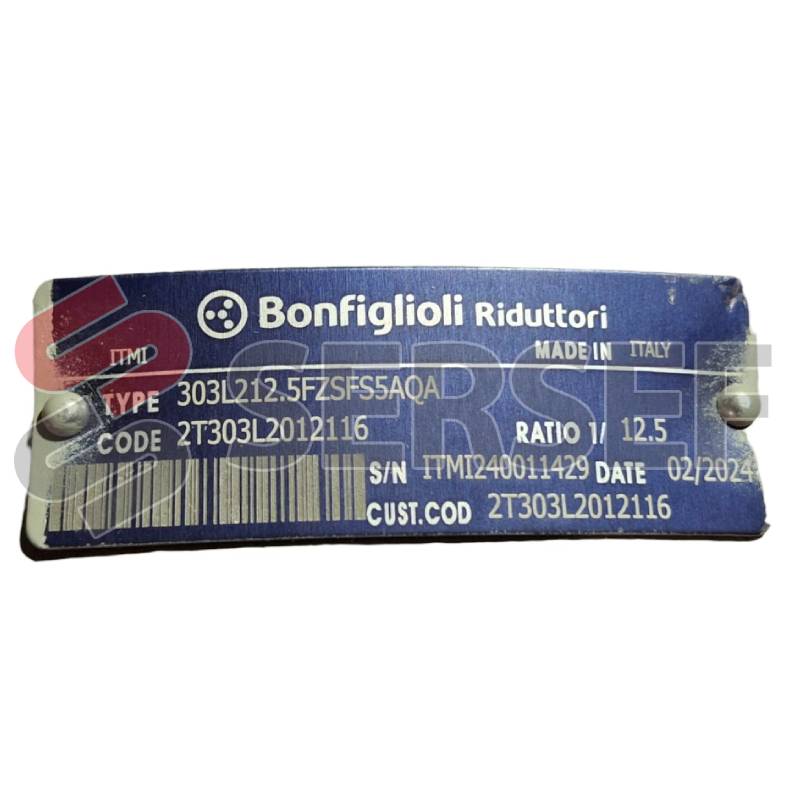 Bonfiglioli Riduttori
ITMI MADE IN ITALY
TYPE 303L212.5FZSFS5AQA
CODE 2T303L2012116 RATIO 1/ 12.5
S/N ITMI240011429 DATE 02/2024
CUST.COD 2T303L2012116
SERSEF